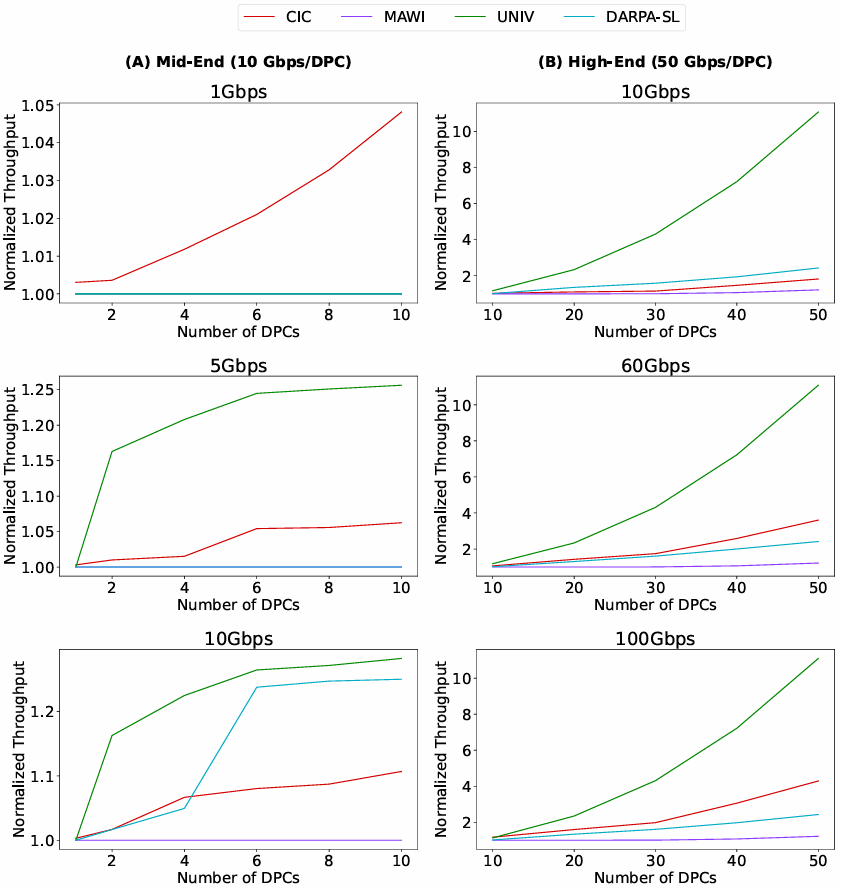 CIC MAWI UNIV DARPA-SL
(A) Mid-End (10 Gbps/DPC)
(B) High-End (50 Gbps/DPC)
1Gbps
Normalized Throughput
1.05
1.04
1.03
1.02
1.01
1.00
2 4 6 8 10
Number of DPCs
10Gbps
Normalized Throughput
10
8
6
4
2
10 20 30 40 50
Number of DPCs
5Gbps
Normalized Throughput
1.25
1.20
1.15
1.10
1.05
1.00
2 4 6 8 10
Number of DPCs
60Gbps
Normalized Throughput
10
8
6
4
2
10 20 30 40 50
Number of DPCs
10Gbps
Normalized Throughput
1.2
1.1
1.0
2 4 6 8 10
Number of DPCs
100Gbps
Normalized Throughput
10
8
6
4
2
10 20 30 40 50
Number of DPCs